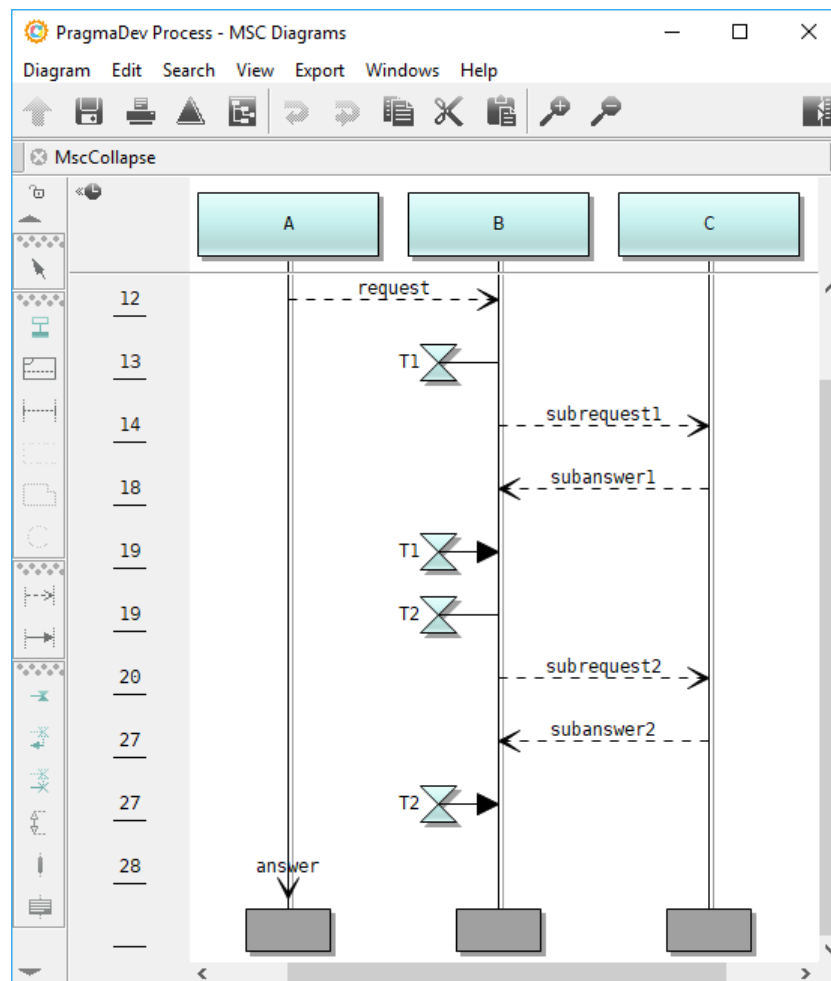 PragmaDev Process - MSC Diagrams
Diagram Edit Search View Export Windows Help
MscCollapse
A B C
12 request
13 T1
14 subrequest1
18 subanswer1
19 T1
19 T2
20 subrequest2
27 subanswer2
27 T2
28 answer